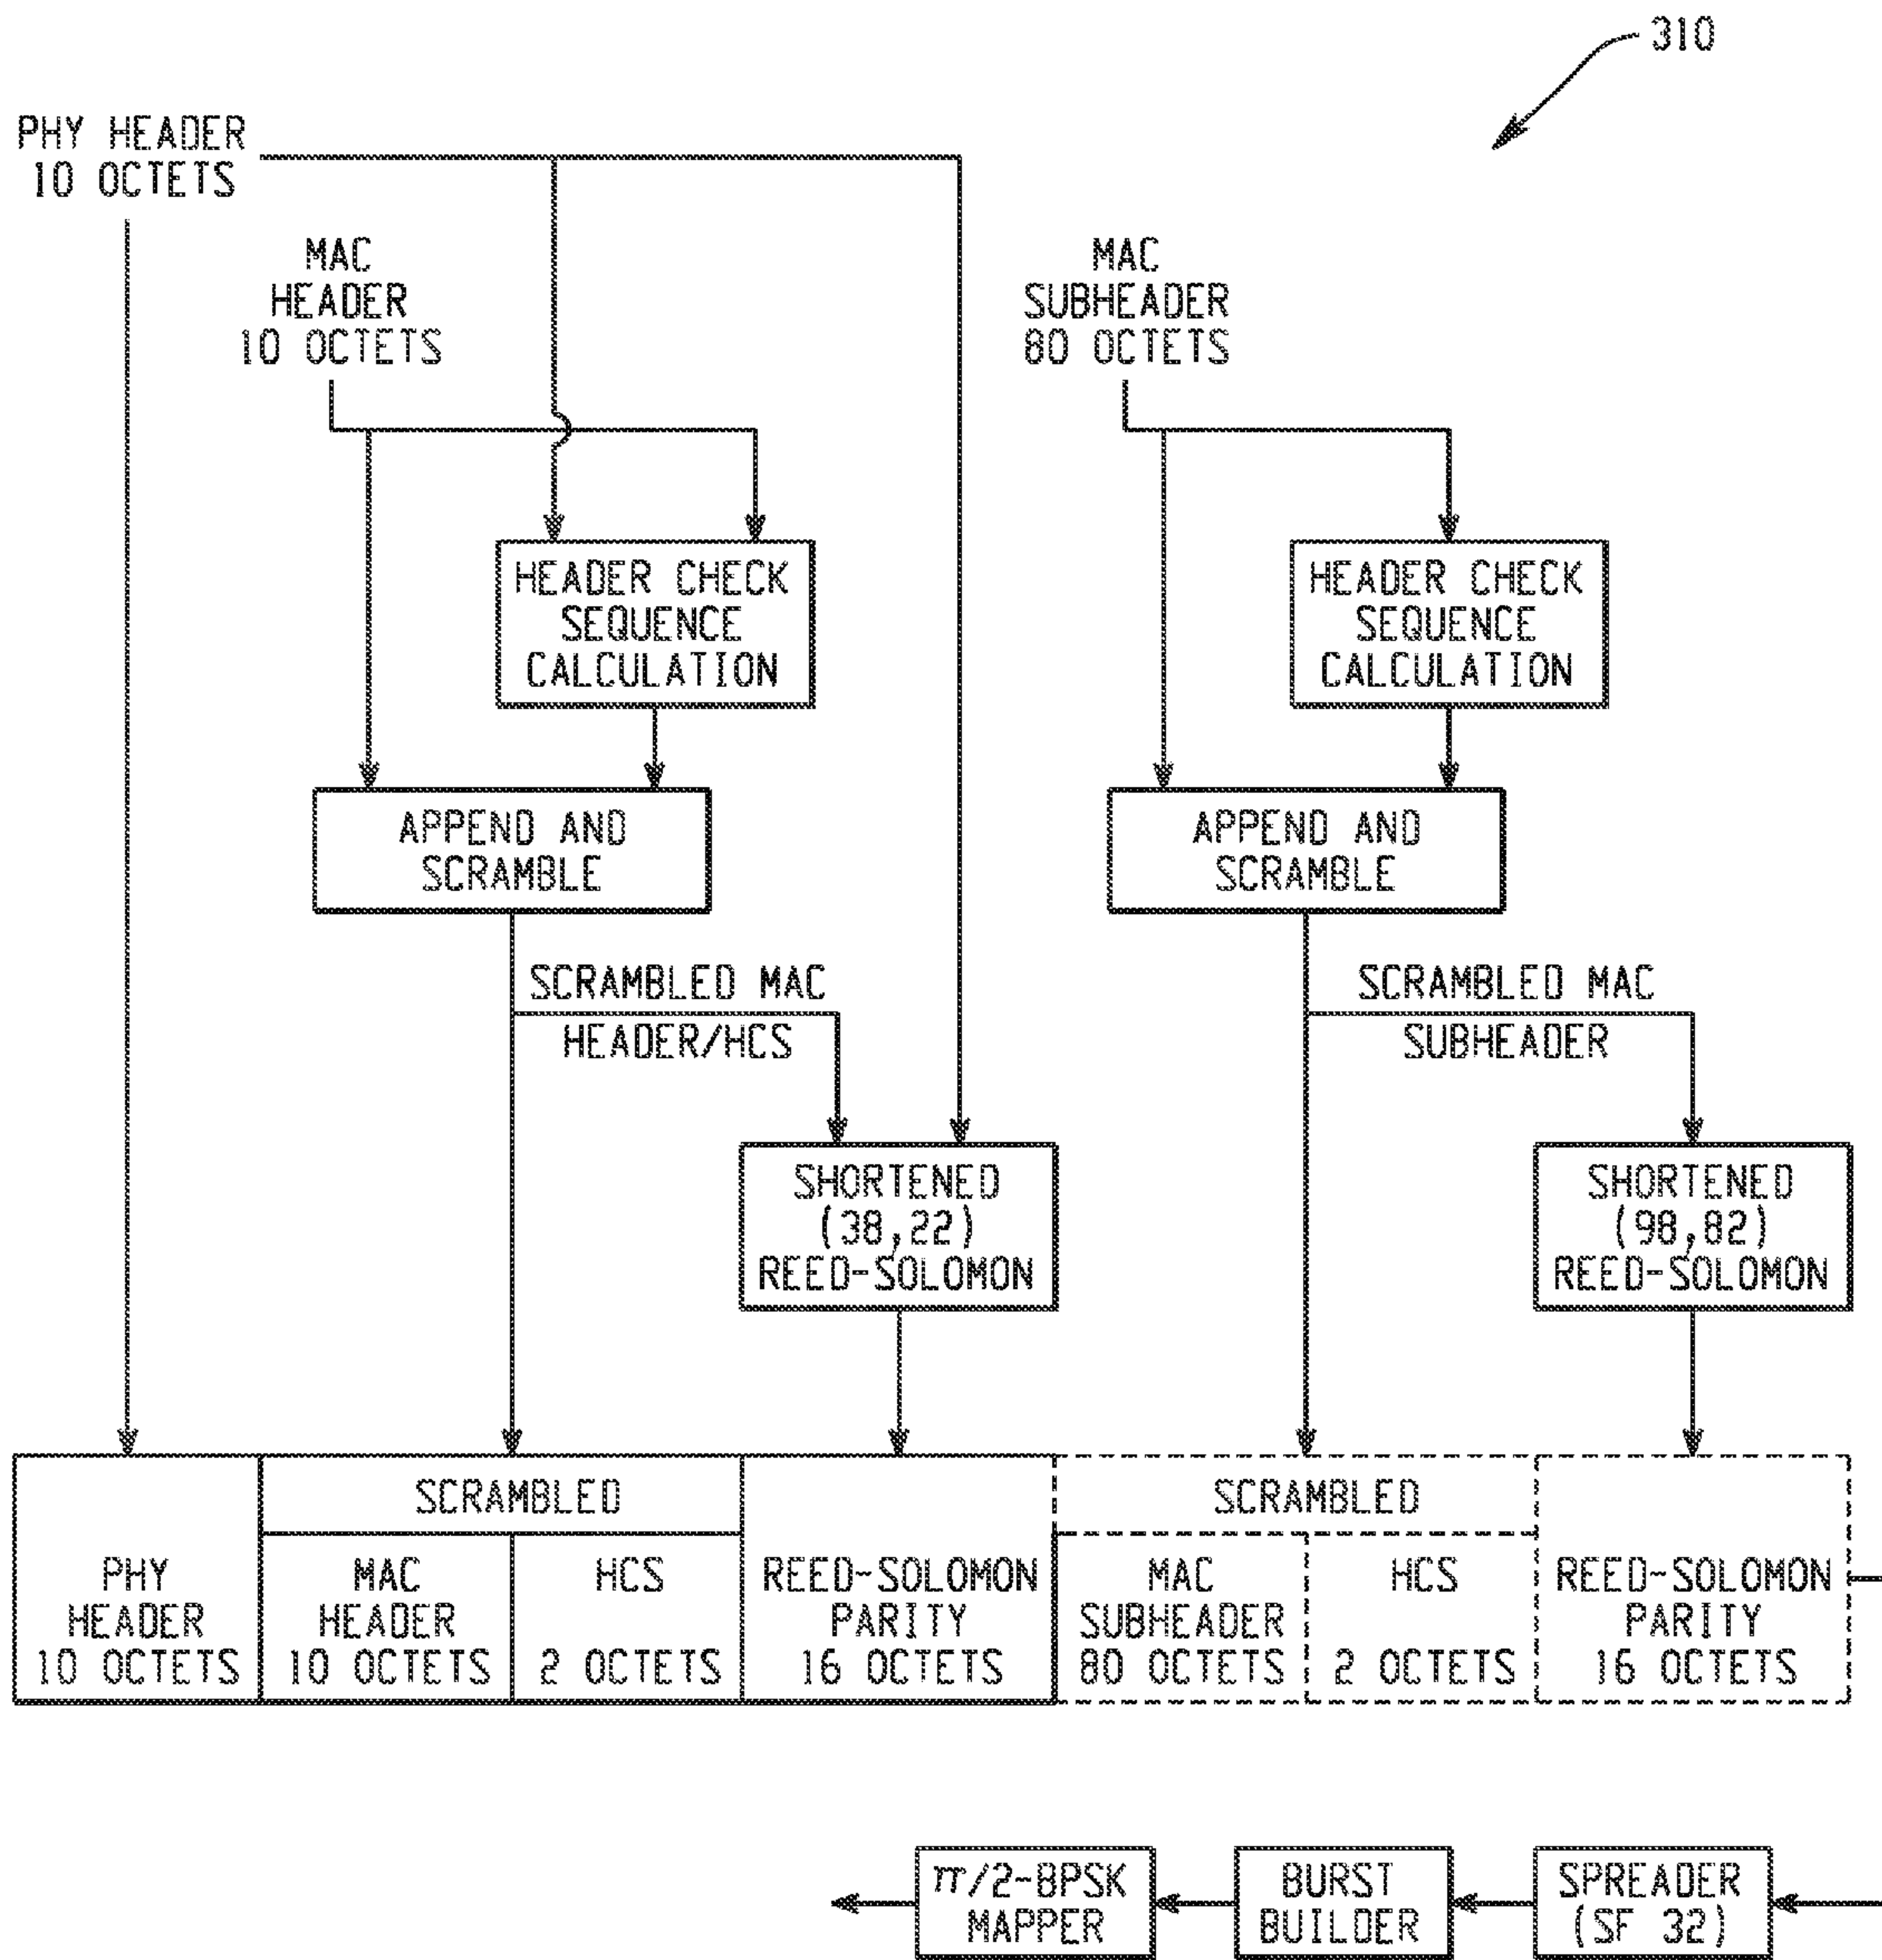 310
PHY HEADER
10 OCTETS
MAC
HEADER
10 OCTETS
MAC
SUBHEADER
80 OCTETS
HEADER CHECK
SEQUENCE
CALCULATION
HEADER CHECK
SEQUENCE
CALCULATION
APPEND AND
SCRAMBLE
APPEND AND
SCRAMBLE
SCRAMBLED MAC
HEADER/HCS
SCRAMBLED MAC
SUBHEADER
SHORTENED
(38,22)
REED-SOLOMON
SHORTENED
(98,82)
REED-SOLOMON
SCRAMBLED
SCRAMBLED
PHY
HEADER
10 OCTETS
MAC
HEADER
10 OCTETS
HCS
2 OCTETS
REED-SOLOMON
PARITY
16 OCTETS
MAC
SUBHEADER
80 OCTETS
HCS
2 OCTETS
REED-SOLOMON
PARITY
16 OCTETS
π/2-BPSK
MAPPER
BURST
BUILDER
SPREADER
(SF 32)